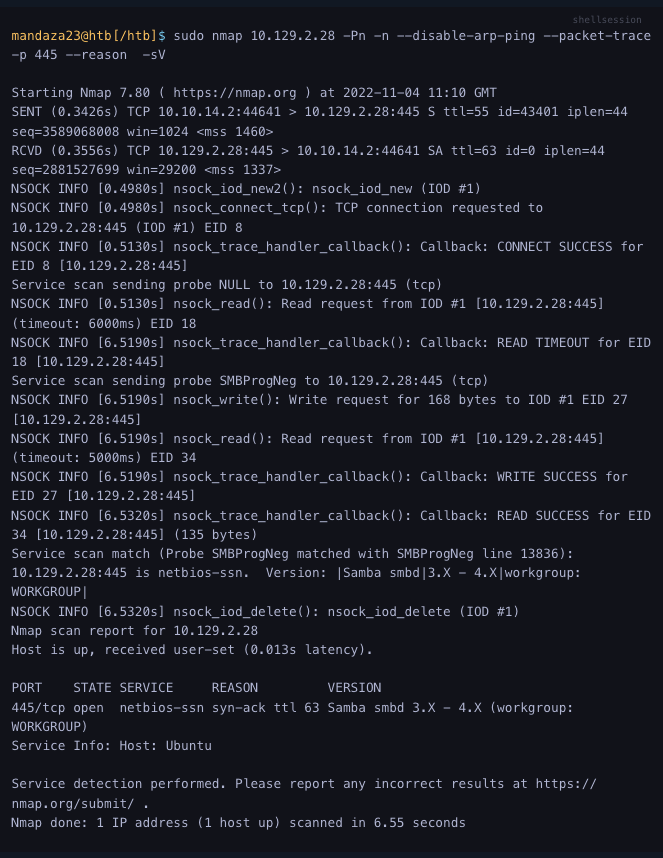 shellsession
mandaza23@htb[/htb]$ sudo nmap 10.129.2.28 -Pn -n --disable-arp-ping --packet-trace
-p 445 --reason  -sV
Starting Nmap 7.80 ( https://nmap.org ) at 2022-11-04 11:10 GMT
SENT (0.3426s) TCP 10.10.14.2:44641 > 10.129.2.28:445 S ttl=55 id=43401 iplen=44
seq=3589068008 win=1024 <mss 1460>
RCVD (0.3556s) TCP 10.129.2.28:445 > 10.10.14.2:44641 SA ttl=63 id=0 iplen=44
seq=2881527699 win=29200 <mss 1337>
NSOCK INFO [0.4980s] nsock_iod_new2(): nsock_iod_new (IOD #1)
NSOCK INFO [0.4980s] nsock_connect_tcp(): TCP connection requested to
10.129.2.28:445 (IOD #1) EID 8
NSOCK INFO [0.5130s] nsock_trace_handler_callback(): Callback: CONNECT SUCCESS for
EID 8 [10.129.2.28:445]
Service scan sending probe NULL to 10.129.2.28:445 (tcp)
NSOCK INFO [0.5130s] nsock_read(): Read request from IOD #1 [10.129.2.28:445]
(timeout: 6000ms) EID 18
NSOCK INFO [6.5190s] nsock_trace_handler_callback(): Callback: READ TIMEOUT for EID
18 [10.129.2.28:445]
Service scan sending probe SMBProgNeg to 10.129.2.28:445 (tcp)
NSOCK INFO [6.5190s] nsock_write(): Write request for 168 bytes to IOD #1 EID 27
[10.129.2.28:445]
NSOCK INFO [6.5190s] nsock_read(): Read request from IOD #1 [10.129.2.28:445]
(timeout: 5000ms) EID 34
NSOCK INFO [6.5190s] nsock_trace_handler_callback(): Callback: WRITE SUCCESS for
EID 27 [10.129.2.28:445]
NSOCK INFO [6.5320s] nsock_trace_handler_callback(): Callback: READ SUCCESS for EID
34 [10.129.2.28:445] (135 bytes)
Service scan match (Probe SMBProgNeg matched with SMBProgNeg line 13836):
10.129.2.28:445 is netbios-ssn.  Version: |Samba smbd|3.X - 4.X|workgroup:
WORKGROUP|
NSOCK INFO [6.5320s] nsock_iod_delete(): nsock_iod_delete (IOD #1)
Nmap scan report for 10.129.2.28
Host is up, received user-set (0.013s latency).
PORT    STATE SERVICE     REASON         VERSION
445/tcp open  netbios-ssn syn-ack ttl 63 Samba smbd 3.X - 4.X (workgroup:
WORKGROUP)
Service Info: Host: Ubuntu
Service detection performed. Please report any incorrect results at https://
nmap.org/submit/ .
Nmap done: 1 IP address (1 host up) scanned in 6.55 seconds